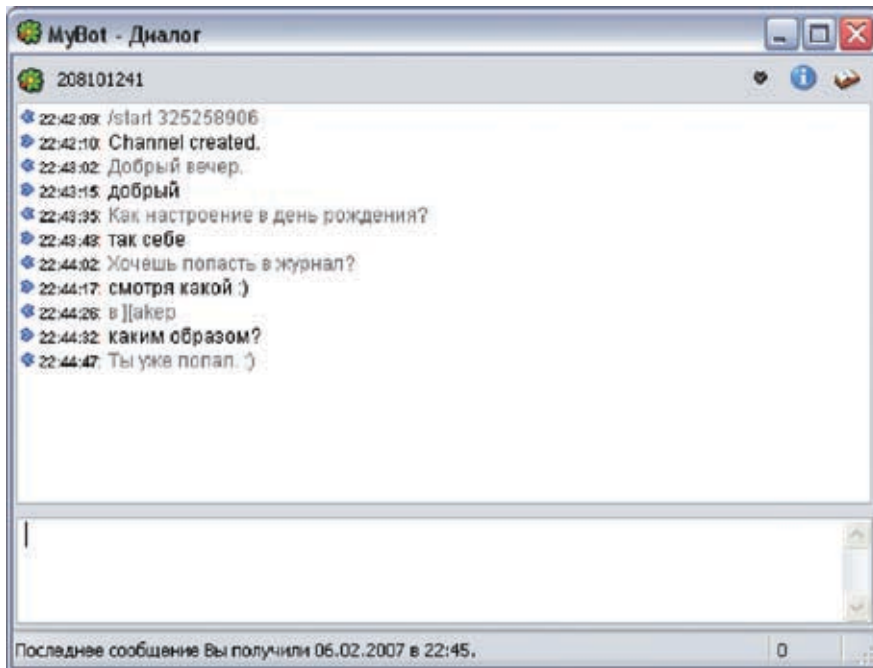 MyBot - Диалог
208101241
22:42:09: /start 325258906
22:42:10: Channel created.
22:43:02: Добрый вечер.
22:43:15: добрый
22:43:35: Как настроение в день рождения?
22:43:43: так себе
22:44:02: Хочешь попасть в журнал?
22:44:17: смотря какой :)
22:44:26: в ][akep
22:44:32: каким образом?
22:44:47: Ты уже попал. :)
Последнее сообщение Вы получили 06.02.2007 в 22:45.
0